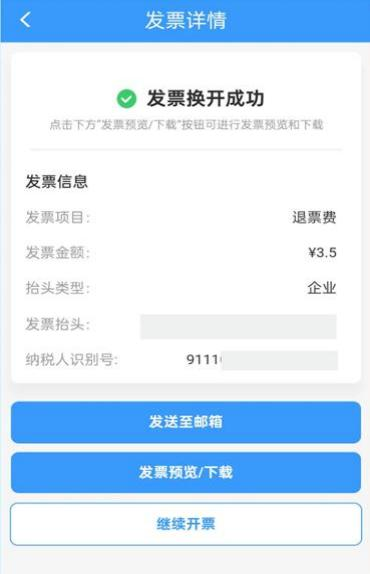 发票详情
发票换开成功
点击下方"发票预览/下载"按钮可进行发票预览和下载
发票信息
发票项目: 退票费
发票金额: ¥3.5
抬头类型: 企业
发票抬头:
纳税人识别号: 9111
发送至邮箱
发票预览/下载
继续开票